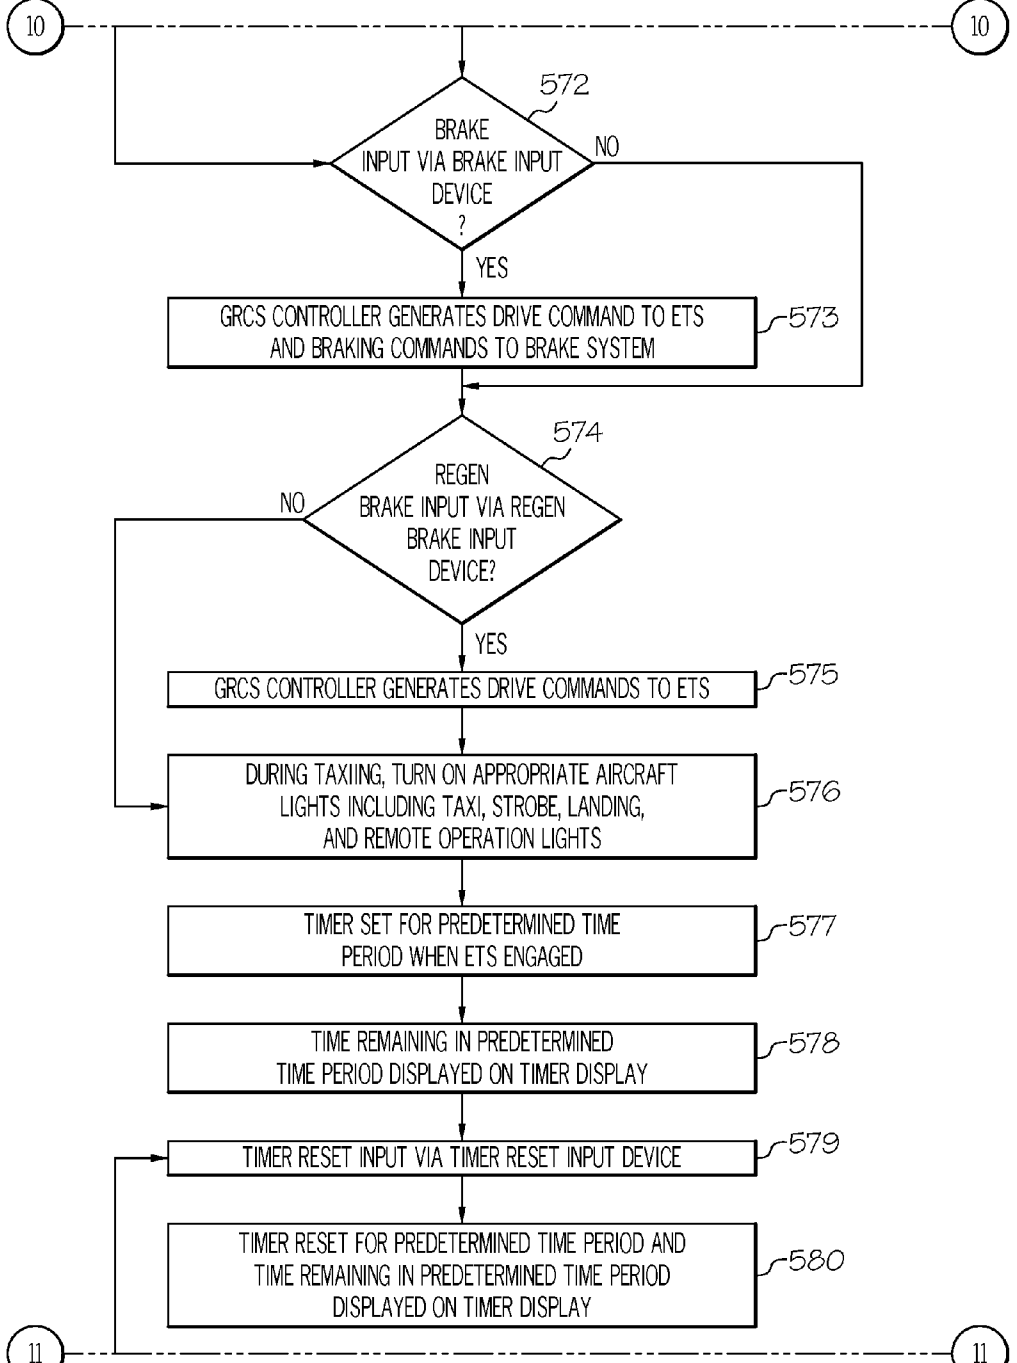 10
10
572
BRAKE
INPUT VIA BRAKE INPUT
DEVICE
?
NO
YES
GRCS CONTROLLER GENERATES DRIVE COMMAND TO ETS
AND BRAKING COMMANDS TO BRAKE SYSTEM
573
574
REGEN
BRAKE INPUT VIA REGEN
BRAKE INPUT
DEVICE?
NO
YES
GRCS CONTROLLER GENERATES DRIVE COMMANDS TO ETS
575
DURING TAXIING, TURN ON APPROPRIATE AIRCRAFT
LIGHTS INCLUDING TAXI, STROBE, LANDING,
AND REMOTE OPERATION LIGHTS
576
TIMER SET FOR PREDETERMINED TIME
PERIOD WHEN ETS ENGAGED
577
TIME REMAINING IN PREDETERMINED
TIME PERIOD DISPLAYED ON TIMER DISPLAY
578
TIMER RESET INPUT VIA TIMER RESET INPUT DEVICE
579
TIMER RESET FOR PREDETERMINED TIME PERIOD AND
TIME REMAINING IN PREDETERMINED TIME PERIOD
DISPLAYED ON TIMER DISPLAY
580
11
11